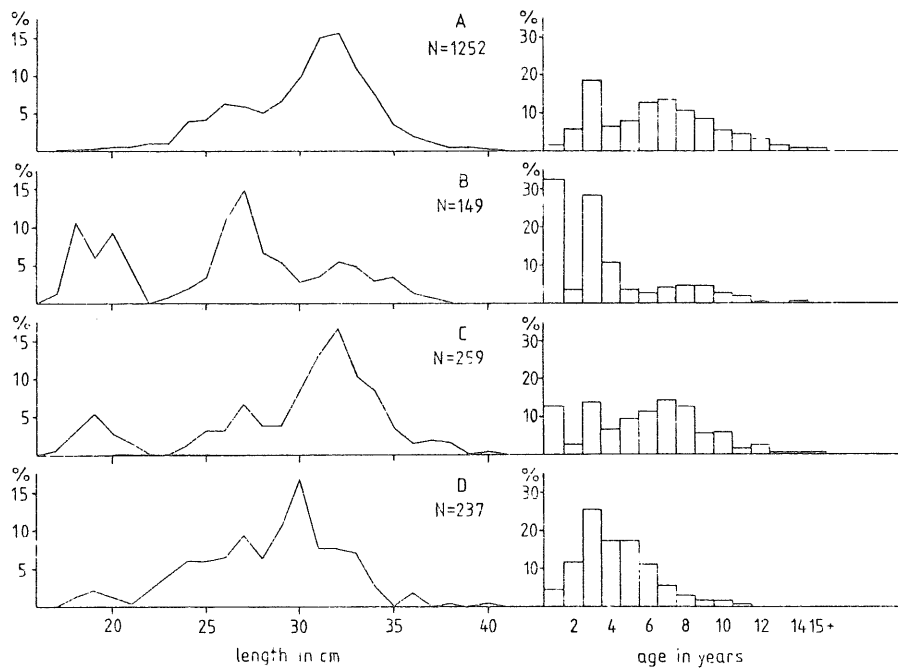 % A % 
15 N=1252 30
10 20
5 10
% B %
15 N=149 30
10 20
5 10
% C %
15 N=259 30
10 20
5 10
% D %
15 N=237 30
10 20
5 10
20 25 30 35 40 2 4 6 8 10 12 14 15+
length in cm age in years